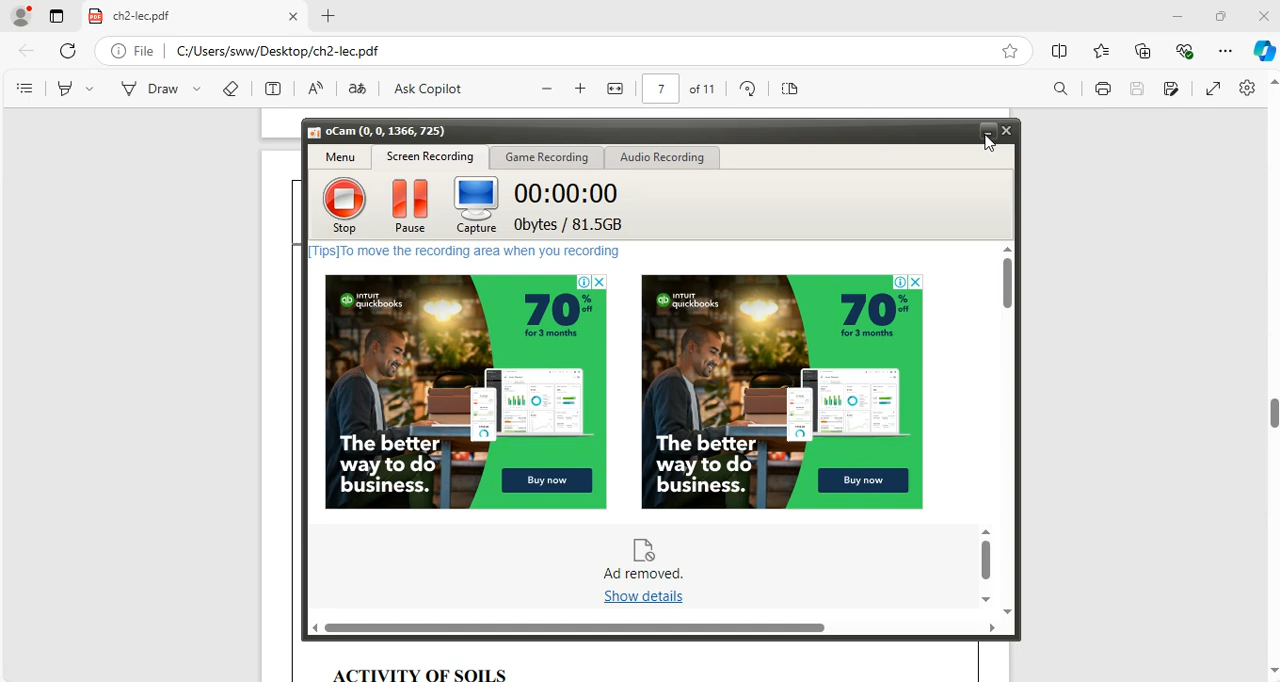 ch2-lec.pdf
File
C:/Users/sww/Desktop/ch2-lec.pdf
Draw
Ask Copilot
7
of 11
oCam (0, 0, 1366, 725)
Menu
Screen Recording
Game Recording
Audio Recording
Stop
Pause
Capture
00:00:00
0bytes / 81.5GB
[Tips]To move the recording area when you recording
INTUIT
quickbooks
70% off
for 3 months
The better
way to do
business.
Buy now
INTUIT
quickbooks
70% off
for 3 months
The better
way to do
business.
Buy now
Ad removed.
Show details
ACTIVITY OF SOILS